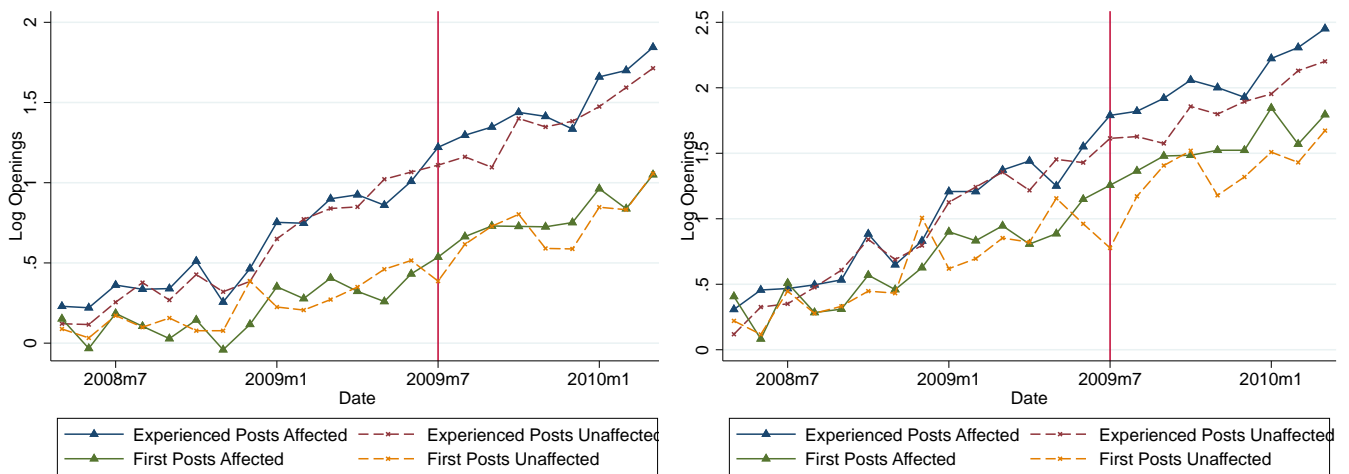 2
1.5
1
.5
0
Log Openings
2008m7 2009m1 2009m7 2010m1
Date
Experienced Posts Affected Experienced Posts Unaffected
First Posts Affected First Posts Unaffected
2.5
2
1.5
1
.5
0
Log Openings
2008m7 2009m1 2009m7 2010m1
Date
Experienced Posts Affected Experienced Posts Unaffected
First Posts Affected First Posts Unaffected